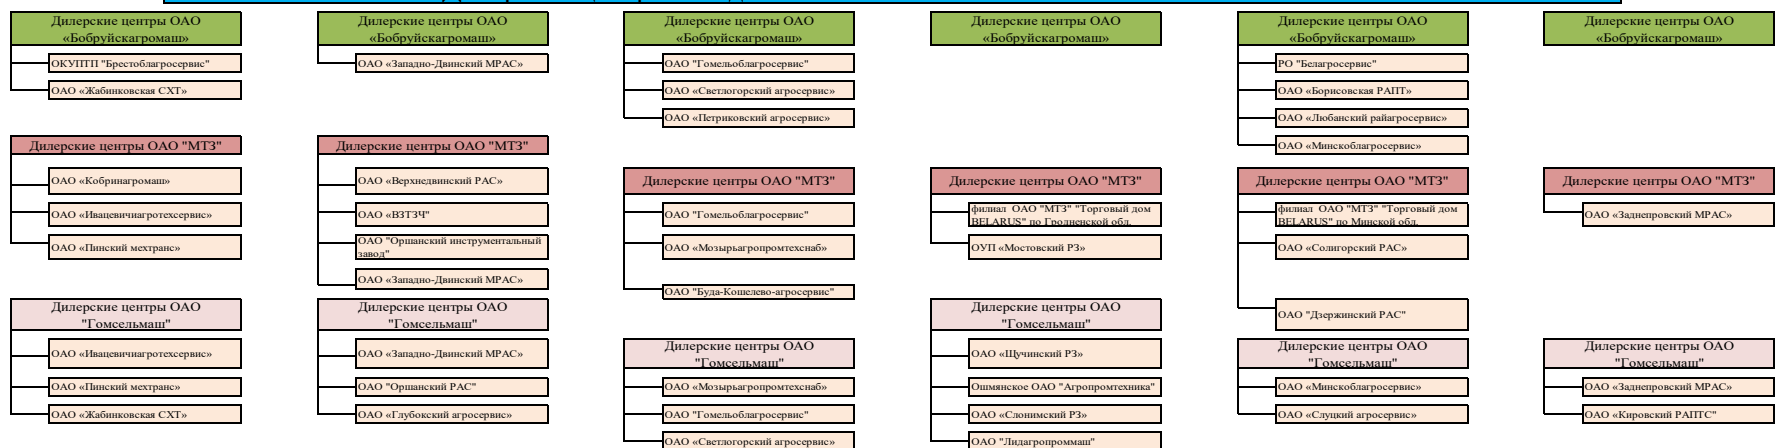 Дилерские центры ОАО
«Бобруйскагромаш»
ОКУПТП "Брестоблагросервис"
ОАО «Жабинковская СХТ»
Дилерские центры ОАО "МТЗ"
ОАО «Кобринагромаш»
ОАО «Ивацевичиагротехсервис»
ОАО «Пинский мехтранс»
Дилерские центры ОАО
"Гомсельмаш"
ОАО «Ивацевичиагротехсервис»
ОАО «Пинский мехтранс»
ОАО «Жабинковская СХТ»
Дилерские центры ОАО
«Бобруйскагромаш»
ОАО «Западно-Двинский МРАС»
Дилерские центры ОАО "МТЗ"
ОАО «Верхнедвинский РАС»
ОАО «ВЗТЗЧ"
ОАО "Оршанский инструментальный
завод"
ОАО «Западно-Двинский МРАС»
Дилерские центры ОАО
"Гомсельмаш"
ОАО «Западно-Двинский МРАС»
ОАО "Оршанский РАС"
ОАО «Глубокский агросервис»
Дилерские центры ОАО
«Бобруйскагромаш»
ОАО "Гомельоблагросервис"
ОАО «Светлогорский агросервис»
ОАО «Петриковский агросервис»
Дилерские центры ОАО "МТЗ"
ОАО "Гомельоблагросервис"
ОАО «Мозырьагропромтехснаб»
ОАО "Буда-Кошелево-агросервис"
Дилерские центры ОАО
"Гомсельмаш"
ОАО «Мозырьагропромтехснаб»
ОАО "Гомельоблагросервис"
ОАО «Светлогорский агросервис»
Дилерские центры ОАО
«Бобруйскагромаш»
Дилерские центры ОАО "МТЗ"
филиал ОАО "МТЗ" "Торговый дом
BELARUS" по Гродненской обл.
ОУП «Мостовский РЗ»
Дилерские центры ОАО
"Гомсельмаш"
ОАО «Щучинский РЗ»
Ошмянское ОАО "Агропромтехника"
ОАО «Слонимский РЗ»
ОАО "Лидагропроммаш"
Дилерские центры ОАО
«Бобруйскагромаш»
РО "Белагросервис"
ОАО «Борисовская РАПТ»
ОАО «Любанский райагросервис»
ОАО «Минскоблагросервис»
Дилерские центры ОАО "МТЗ"
филиал ОАО "МТЗ" "Торговый дом
BELARUS" по Минской обл.
ОАО «Солигорский РАС»
ОАО "Дзержинский РАС"
Дилерские центры ОАО
"Гомсельмаш"
ОАО «Минскоблагросервис»
ОАО «Слуцкий агросервис»
Дилерские центры ОАО
«Бобруйскагромаш»
Дилерские центры ОАО "МТЗ"
ОАО «Заднепровский МРАС»
Дилерские центры ОАО
"Гомсельмаш"
ОАО «Заднепровский МРАС»
ОАО «Кировский РАПТС"